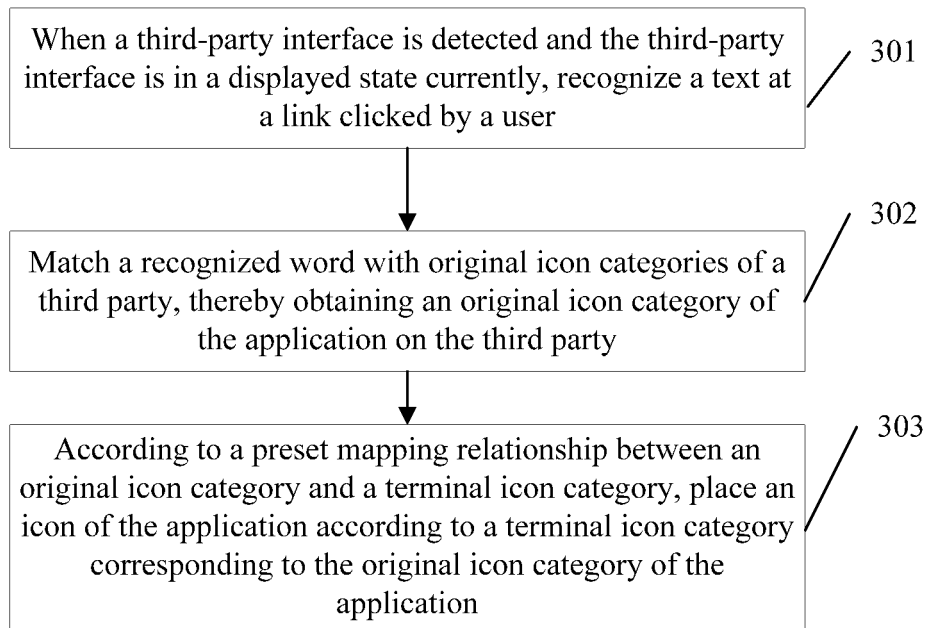 When a third-party interface is detected and the third-party
interface is in a displayed state currently, recognize a text at
a link clicked by a user
301
Match a recognized word with original icon categories of a
third party, thereby obtaining an original icon category of
the application on the third party
302
According to a preset mapping relationship between an
original icon category and a terminal icon category, place an
icon of the application according to a terminal icon category
corresponding to the original icon category of the
application
303